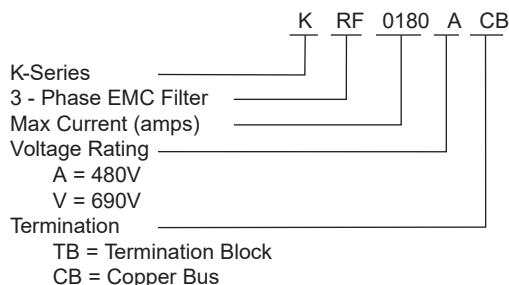 K RF 0180 A CB
K-Series
3 - Phase EMC Filter
Max Current (amps)
Voltage Rating
A = 480V
V = 690V
Termination
TB = Termination Block
CB = Copper Bus